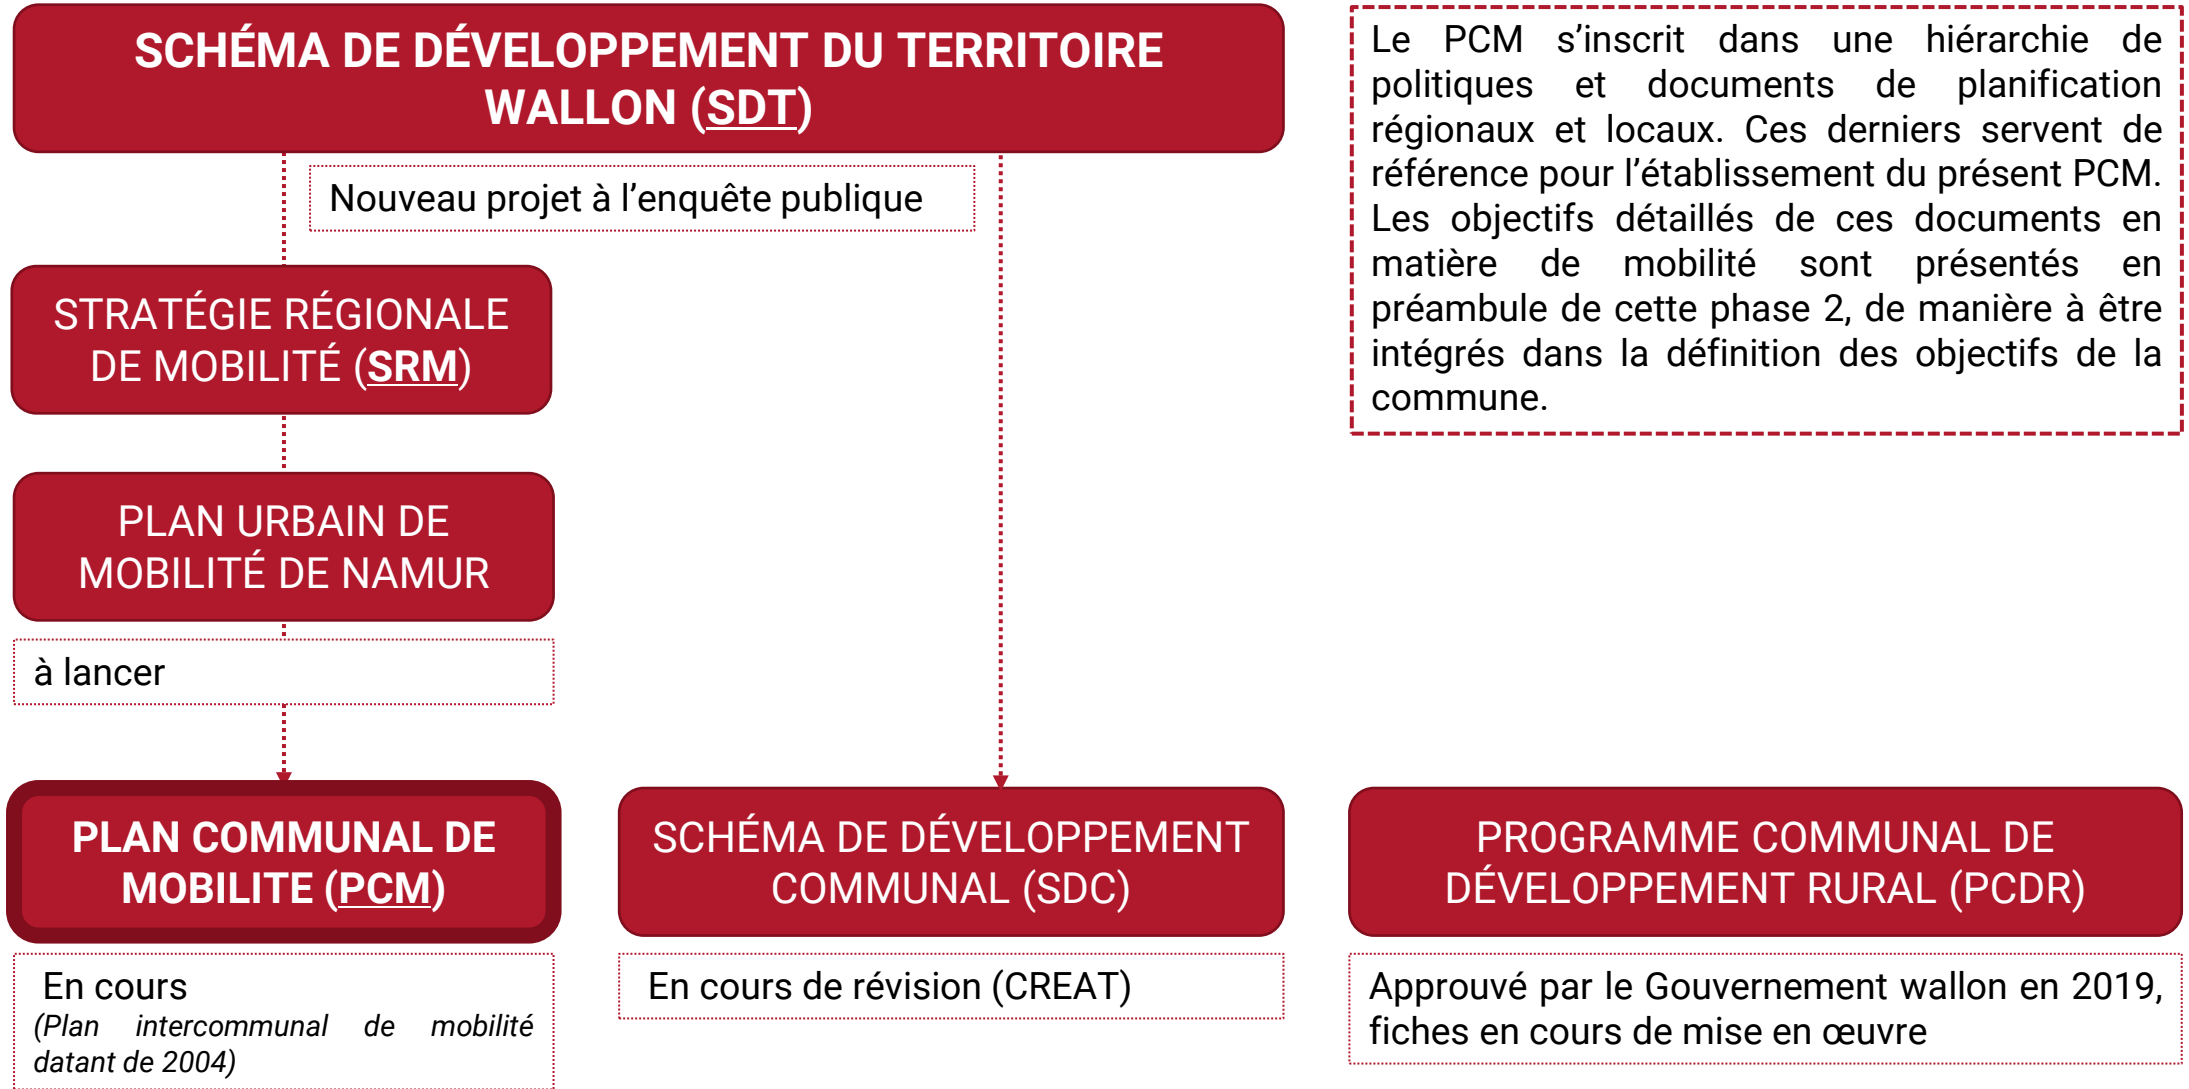 SCHÉMA DE DÉVELOPPEMENT DU TERRITOIRE
WALLON (SDT)
Nouveau projet à l’enquête publique
Le PCM s’inscrit dans une hiérarchie de
politiques et documents de planification
régionaux et locaux. Ces derniers servent de
référence pour l’établissement du présent PCM.
Les objectifs détaillés de ces documents en
matière de mobilité sont présentés en
préambule de cette phase 2, de manière à être
intégrés dans la définition des objectifs de la
commune.
STRATÉGIE RÉGIONALE
DE MOBILITÉ (SRM)
PLAN URBAIN DE
MOBILITÉ DE NAMUR
à lancer
PLAN COMMUNAL DE
MOBILITE (PCM)
En cours
(Plan intercommunal de mobilité
datant de 2004)
SCHÉMA DE DÉVELOPPEMENT
COMMUNAL (SDC)
En cours de révision (CREAT)
PROGRAMME COMMUNAL DE
DÉVELOPPEMENT RURAL (PCDR)
Approuvé par le Gouvernement wallon en 2019,
fiches en cours de mise en œuvre